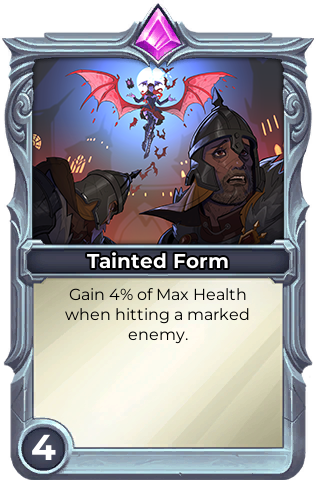 Tainted Form
Gain 4% of Max Health
when hitting a marked
enemy.
4